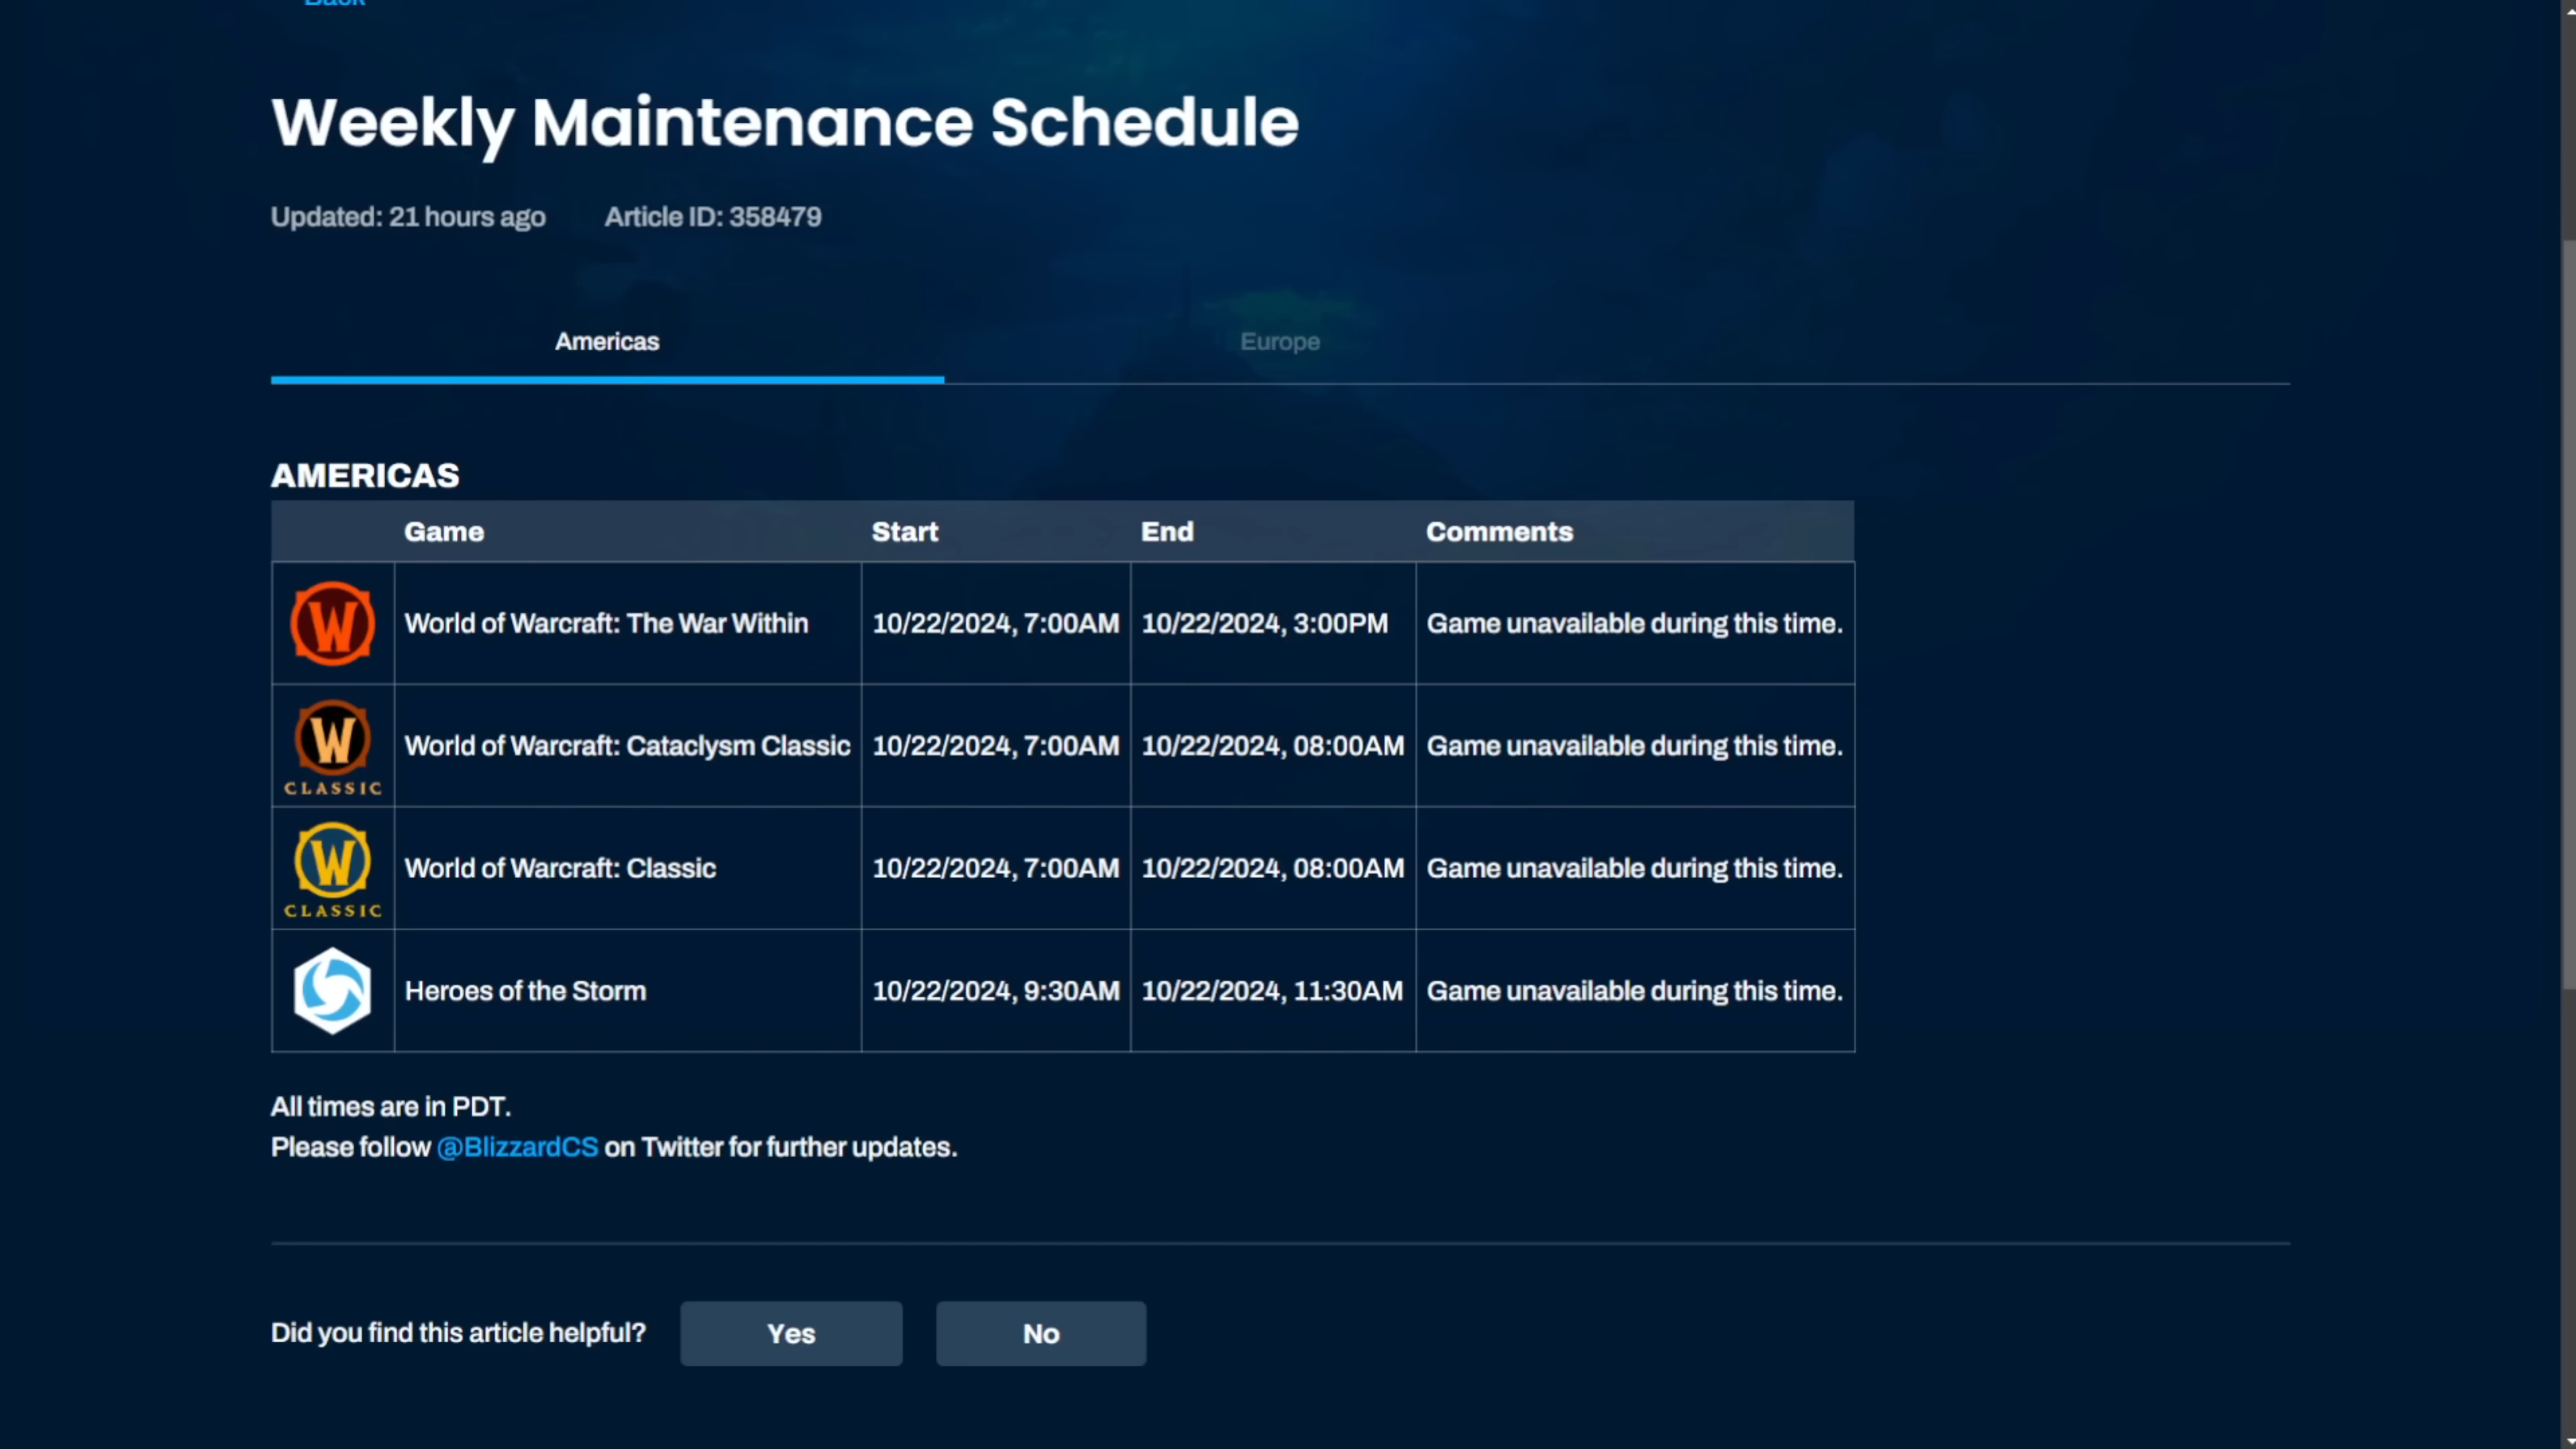 Back
Weekly Maintenance Schedule
Updated: 21 hours ago Article ID: 358479
Americas Europe
AMERICAS
Game Start End Comments
W World of Warcraft: The War Within 10/22/2024, 7:00AM 10/22/2024, 3:00PM Game unavailable during this time.
W CLASSIC World of Warcraft: Cataclysm Classic 10/22/2024, 7:00AM 10/22/2024, 08:00AM Game unavailable during this time.
W CLASSIC World of Warcraft: Classic 10/22/2024, 7:00AM 10/22/2024, 08:00AM Game unavailable during this time.
Heroes of the Storm 10/22/2024, 9:30AM 10/22/2024, 11:30AM Game unavailable during this time.
All times are in PDT.
Please follow @BlizzardCS on Twitter for further updates.
Did you find this article helpful? Yes No